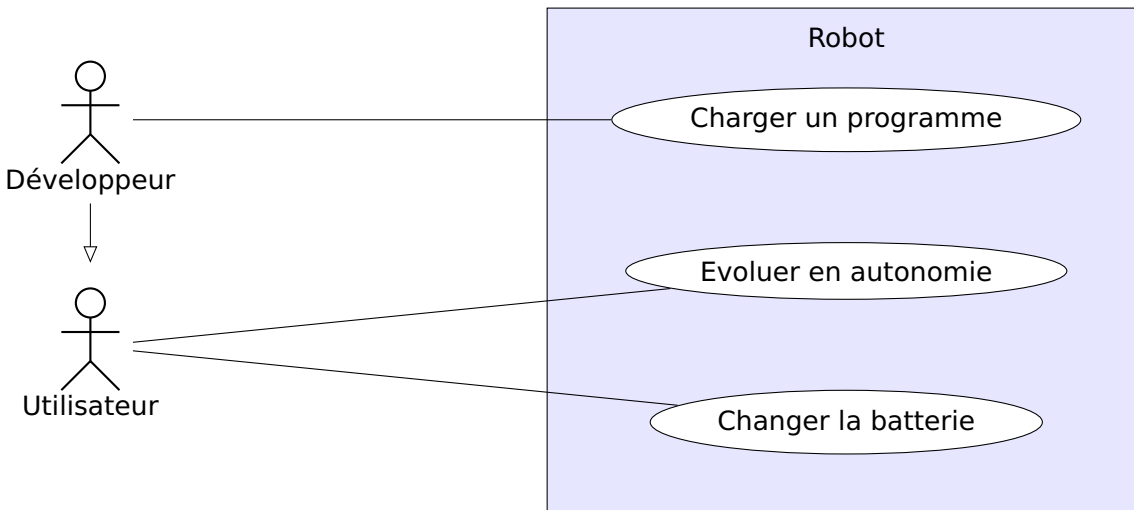 Robot
Développeur
Charger un programme
Evoluer en autonomie
Utilisateur
Changer la batterie